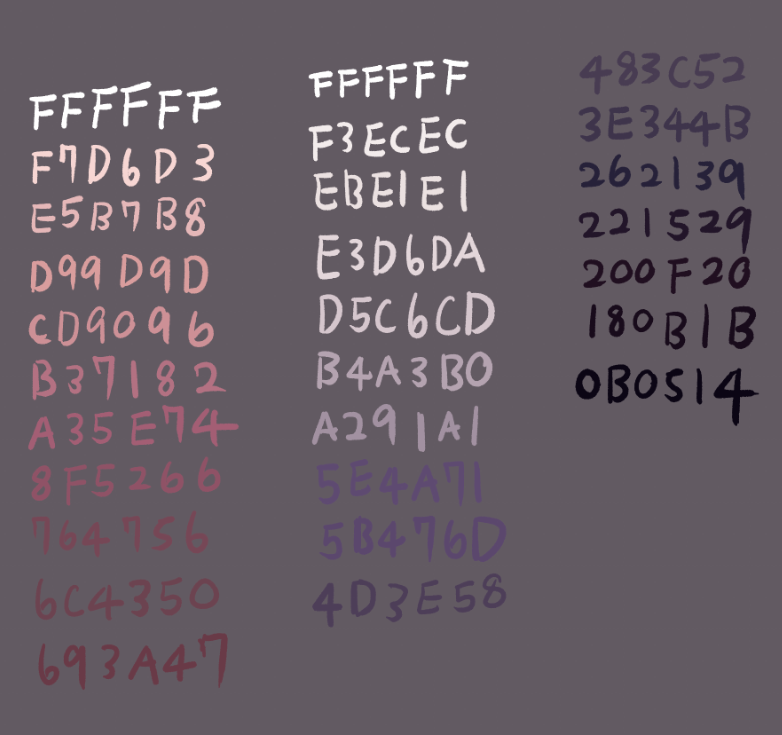 FFFFFF
F7D6D3
E5B7B8
D99D9D
CD9096
B37182
A35E74
8F5266
764756
6C4350
693A47
FFFFFF
F3ECEC
EBE1E1
E3D6DA
D5C6CD
B4A3B0
A291A1
5E4A71
5B476D
4D3E58
483C52
3E344B
262139
221529
200F20
180B1B
0B0514